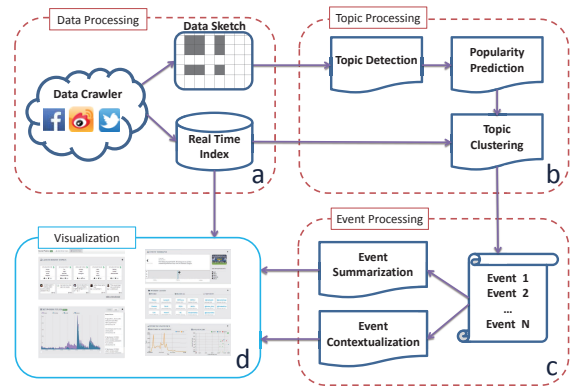 Data Processing
Data Sketch
Data Crawler
Real Time
Index
a
Topic Processing
Topic Detection
Popularity
Prediction
Topic
Clustering
b
Event Processing
Event
Summarization
Event
Contextualization
Event 1
Event 2
...
Event N
c
Visualization
d